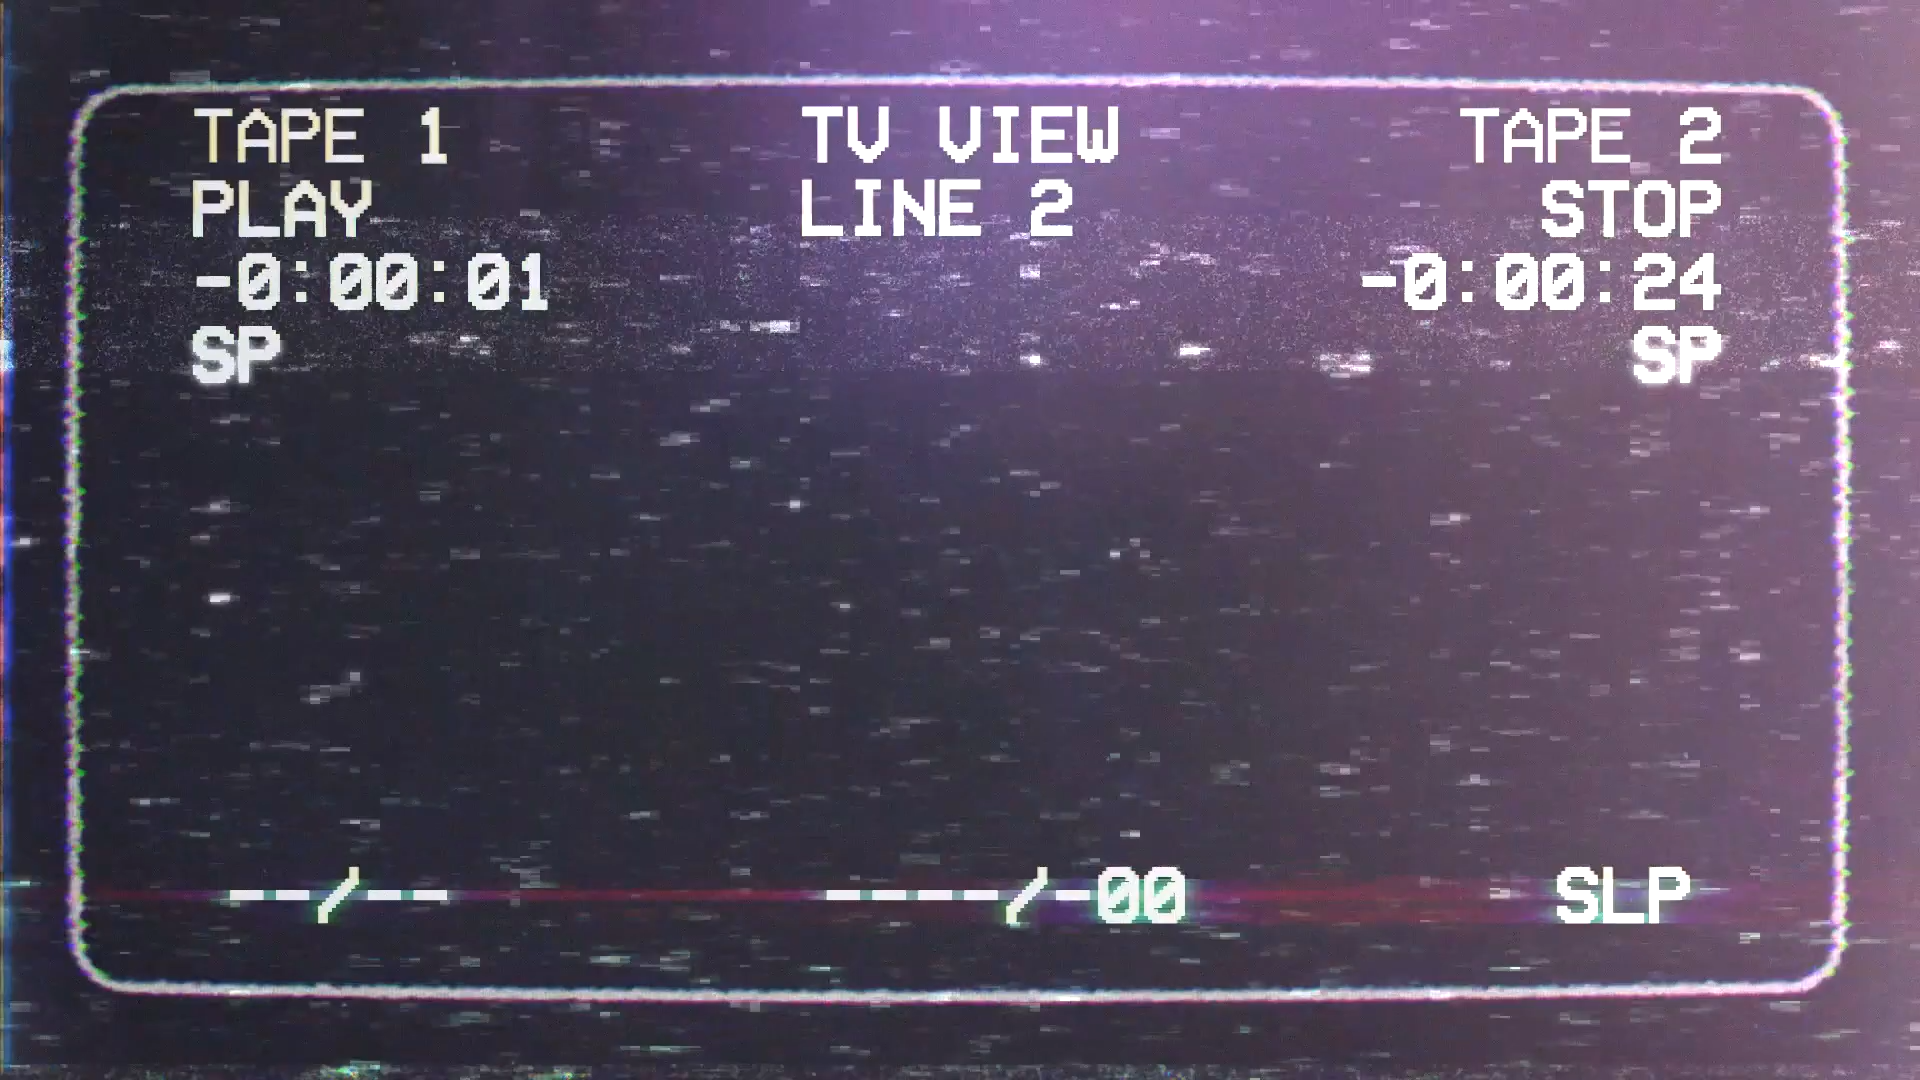 TAPE 1
PLAY
-0:00:01
SP
TV VIEW
LINE 2
TAPE 2
STOP
-0:00:24
SP
--/-- ----/-00 SLP